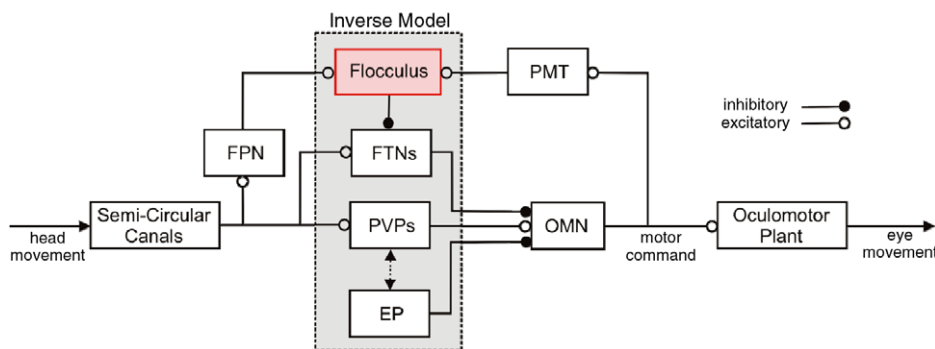 Inverse Model
Flocculus
PMT
inhibitory
excitatory
FPN
FTNs
Semi-Circular
Canals
PVPs
OMN
Oculomotor
Plant
head
movement
motor
command
eye
movement
EP